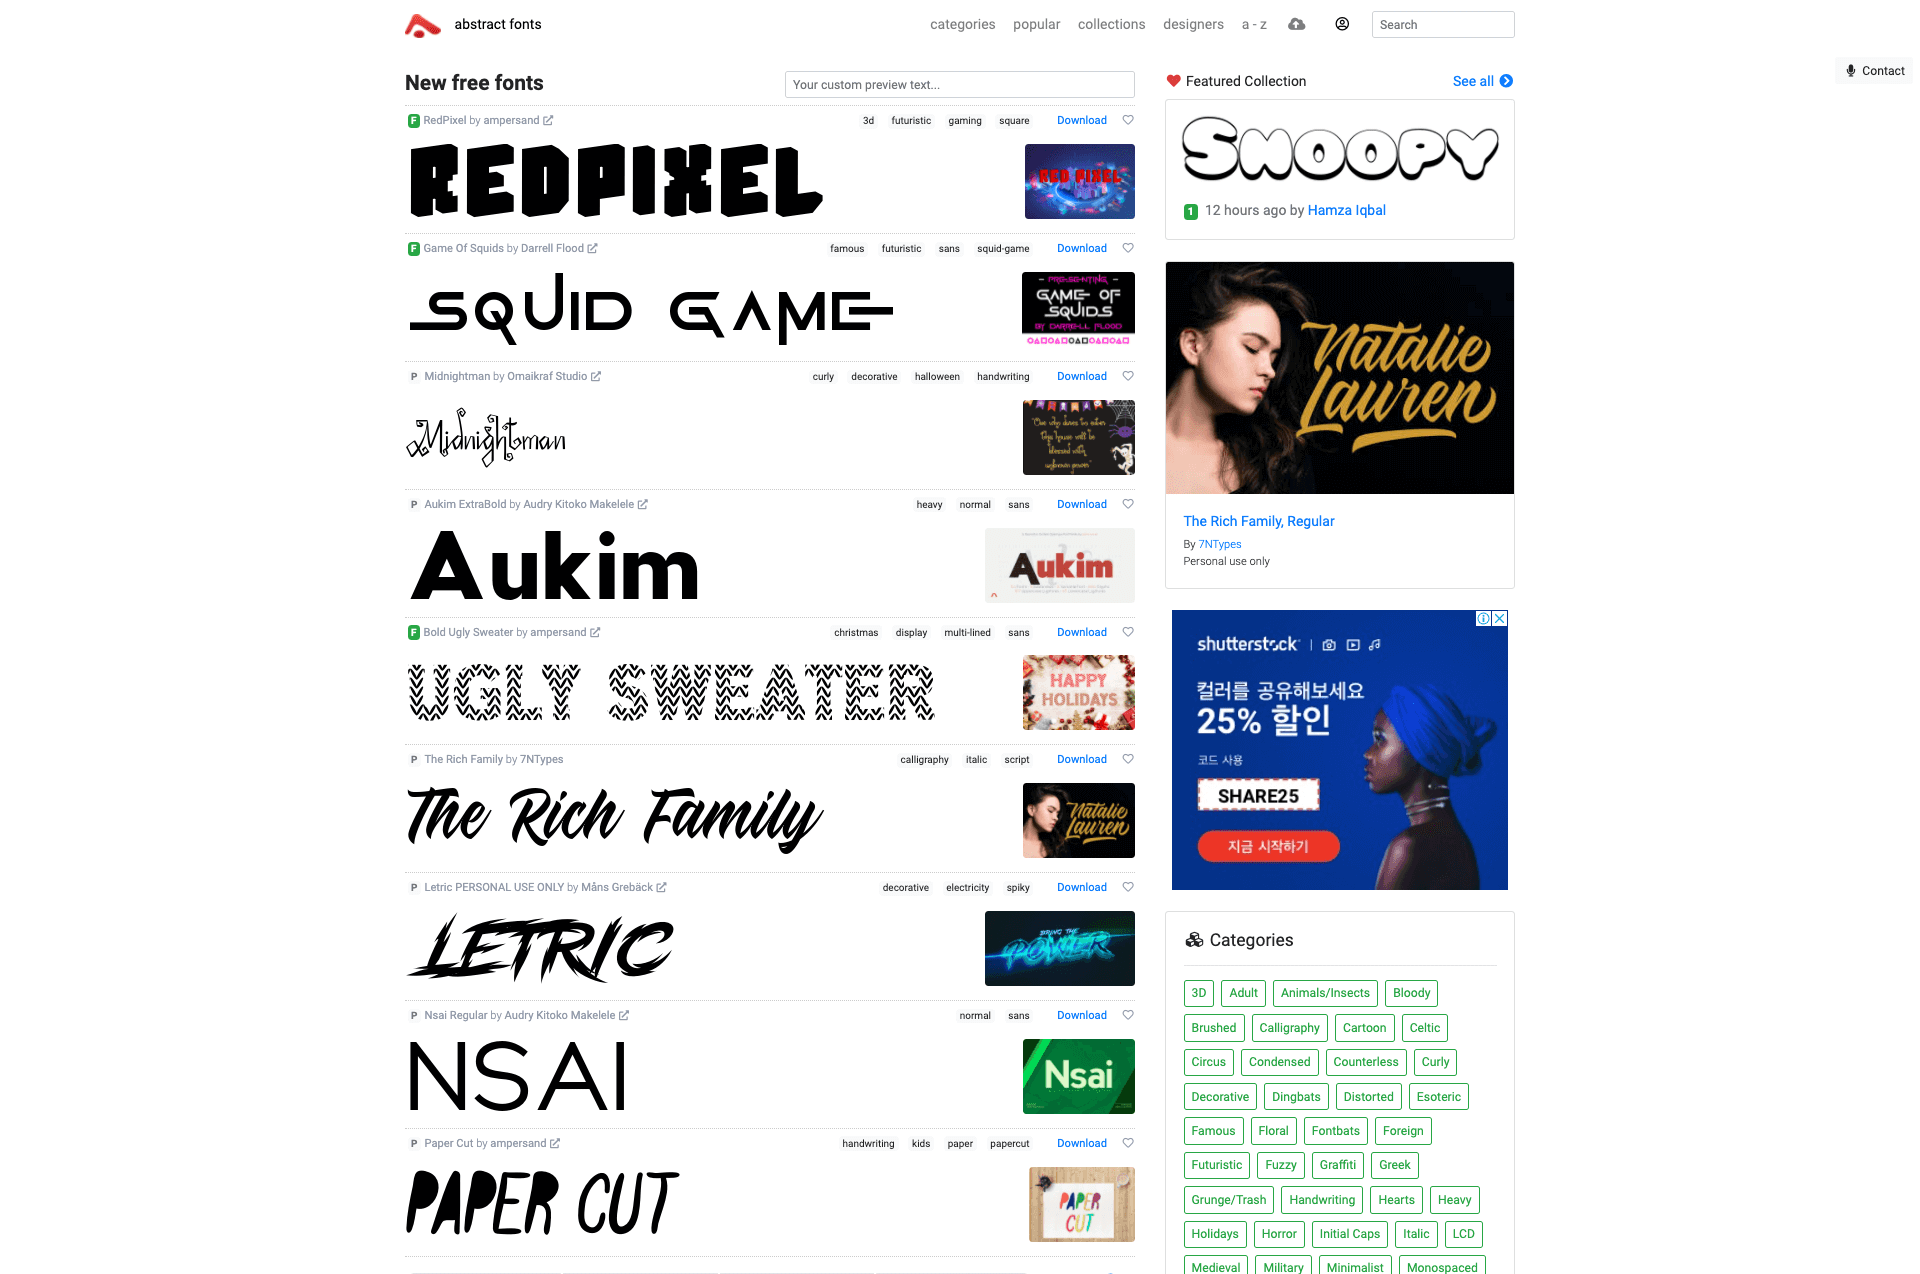 abstract fonts
categories popular collections designers a - z
Search
Contact
New free fonts
Your custom preview text...
F RedPixel by ampersand
3d futuristic gaming square Download
REDPIXEL
RED PIXEL
F Game Of Squids by Darrell Flood
famous futuristic sans squid-game Download
SQUID GAME
PRESENTING
GAME OF
SQUIDS
BY DARRELL FLOOD
P Midnightman by Omaikraf Studio
curly decorative halloween handwriting Download
Midnightman
P Aukim ExtraBold by Audry Kitoko Makelele
heavy normal sans Download
Aukim
Aukim
F Bold Ugly Sweater by ampersand
christmas display multi-lined sans Download
UGLY SWEATER
HAPPY
HOLIDAYS
P The Rich Family by 7NTypes
calligraphy italic script Download
The Rich Family
Natalie
Lauren
P Letric PERSONAL USE ONLY by Måns Grebäck
decorative electricity spiky Download
LETRIC
BRING THE
POWER
P Nsai Regular by Audry Kitoko Makelele
normal sans Download
NSAI
Nsai
P Paper Cut by ampersand
handwriting kids paper papercut Download
PAPER CUT
PAPER
CUT
Featured Collection
See all
SNOOPY
1 12 hours ago by Hamza Iqbal
Natalie
Lauren
The Rich Family, Regular
By 7NTypes
Personal use only
shutterstock
컬러를 공유해보세요
25% 할인
코드 사용
SHARE25
지금 시작하기
Categories
3D Adult Animals/Insects Bloody
Brushed Calligraphy Cartoon Celtic
Circus Condensed Counterless Curly
Decorative Dingbats Distorted Esoteric
Famous Floral Fontbats Foreign
Futuristic Fuzzy Graffiti Greek
Grunge/Trash Handwriting Hearts Heavy
Holidays Horror Initial Caps Italic LCD
Medieval Military Minimalist Monospaced